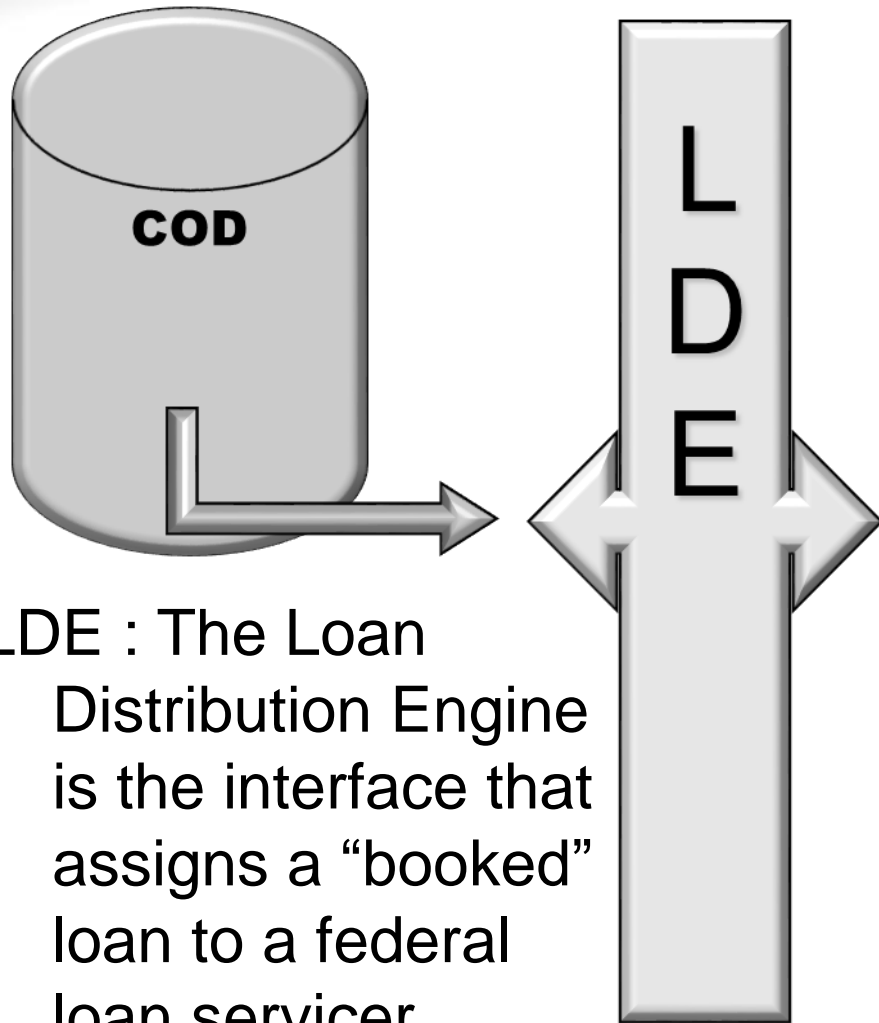 COD
L
D
E
LDE : The Loan
Distribution Engine
is the interface that
assigns a “booked”
loan to a federal
loan servicer